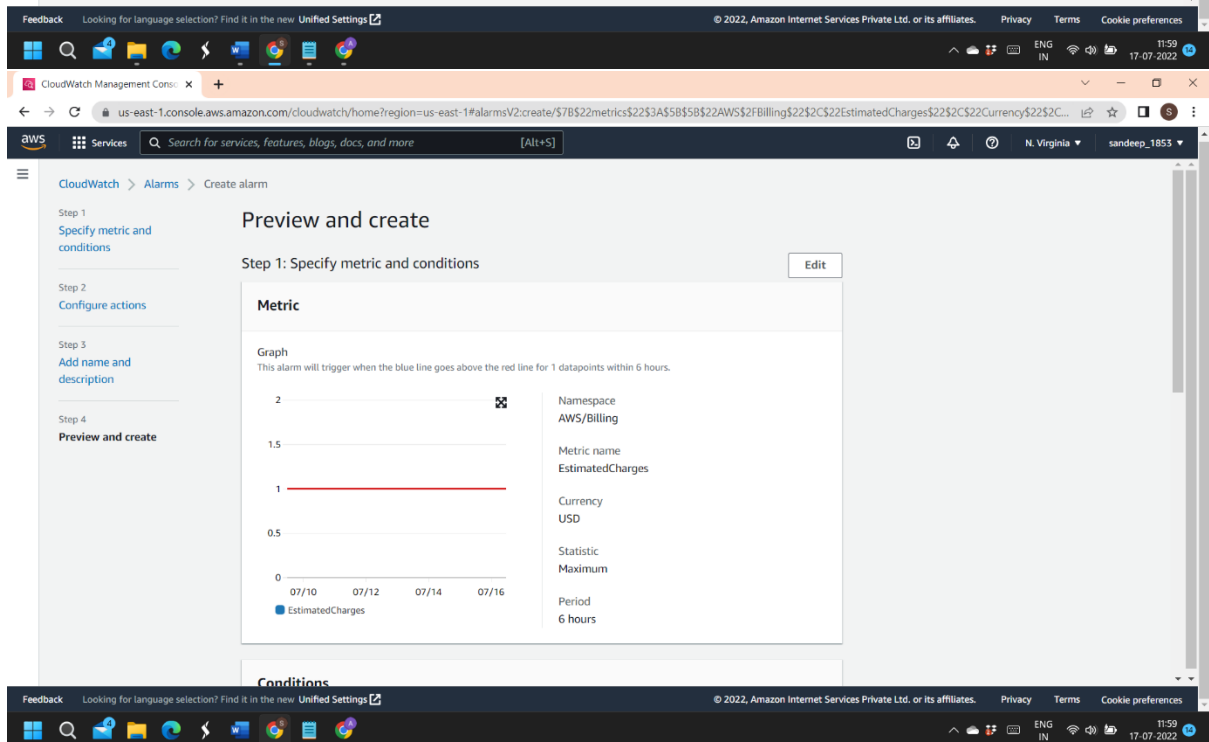 Feedback Looking for language selection? Find it in the new Unified Settings © 2022, Amazon Internet Services Private Ltd. or its affiliates. Privacy Terms Cookie preferences
4 W S A ENG 11:59 14
IN 17-07-2022
CloudWatch Management Conso × +
us-east-1.console.aws.amazon.com/cloudwatch/home?region=us-east-1#alarmsV2:create/$7B$22metrics$22$3A$5B$5B$22AWS$2FBilling$22$2C$22EstimatedCharges$22$2C$22Currency$22$2C... S
aws Services Search for services, features, blogs, docs, and more [Alt+S] N. Virginia ▼ sandeep_1853 ▼
CloudWatch > Alarms > Create alarm
Step 1
Specify metric and
conditions
Step 2
Configure actions
Step 3
Add name and
description
Step 4
Preview and create
Preview and create
Step 1: Specify metric and conditions Edit
Metric
Graph
This alarm will trigger when the blue line goes above the red line for 1 datapoints within 6 hours.
2
1.5
1
0.5
0
07/10 07/12 07/14 07/16
EstimatedCharges
Namespace
AWS/Billing
Metric name
EstimatedCharges
Currency
USD
Statistic
Maximum
Period
6 hours
Conditions
Feedback Looking for language selection? Find it in the new Unified Settings © 2022, Amazon Internet Services Private Ltd. or its affiliates. Privacy Terms Cookie preferences
4 W S A ENG 11:59 14
IN 17-07-2022